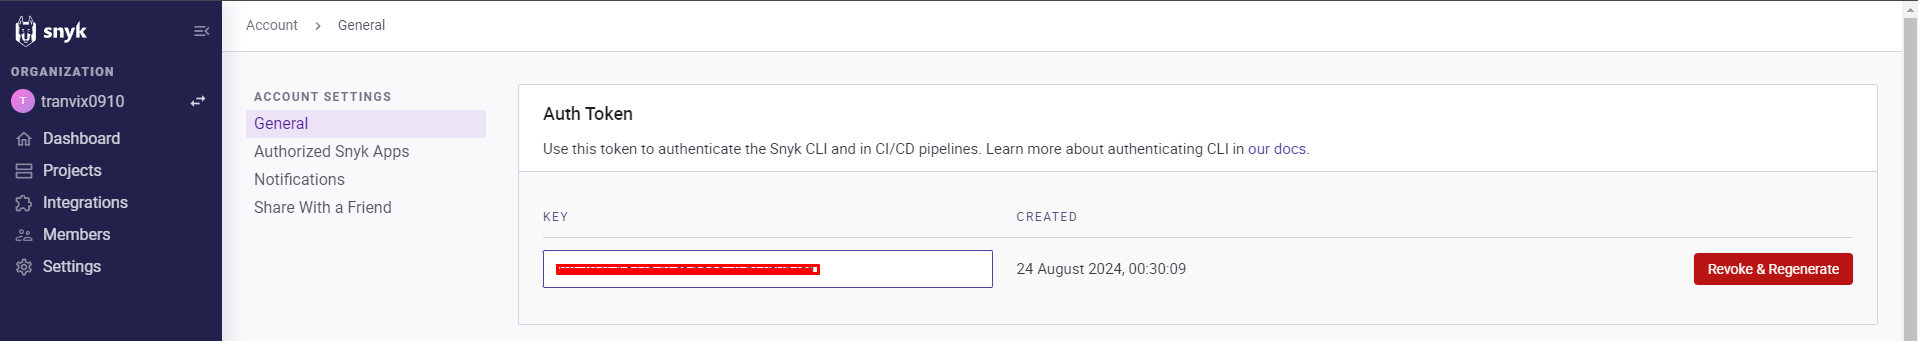 snyk
ORGANIZATION
T
tranvix0910
Dashboard
Projects
Integrations
Members
Settings
Account > General
ACCOUNT SETTINGS
General
Authorized Snyk Apps
Notifications
Share With a Friend
Auth Token
Use this token to authenticate the Snyk CLI and in CI/CD pipelines. Learn more about authenticating CLI in our docs.
KEY
CREATED
24 August 2024, 00:30:09
Revoke & Regenerate